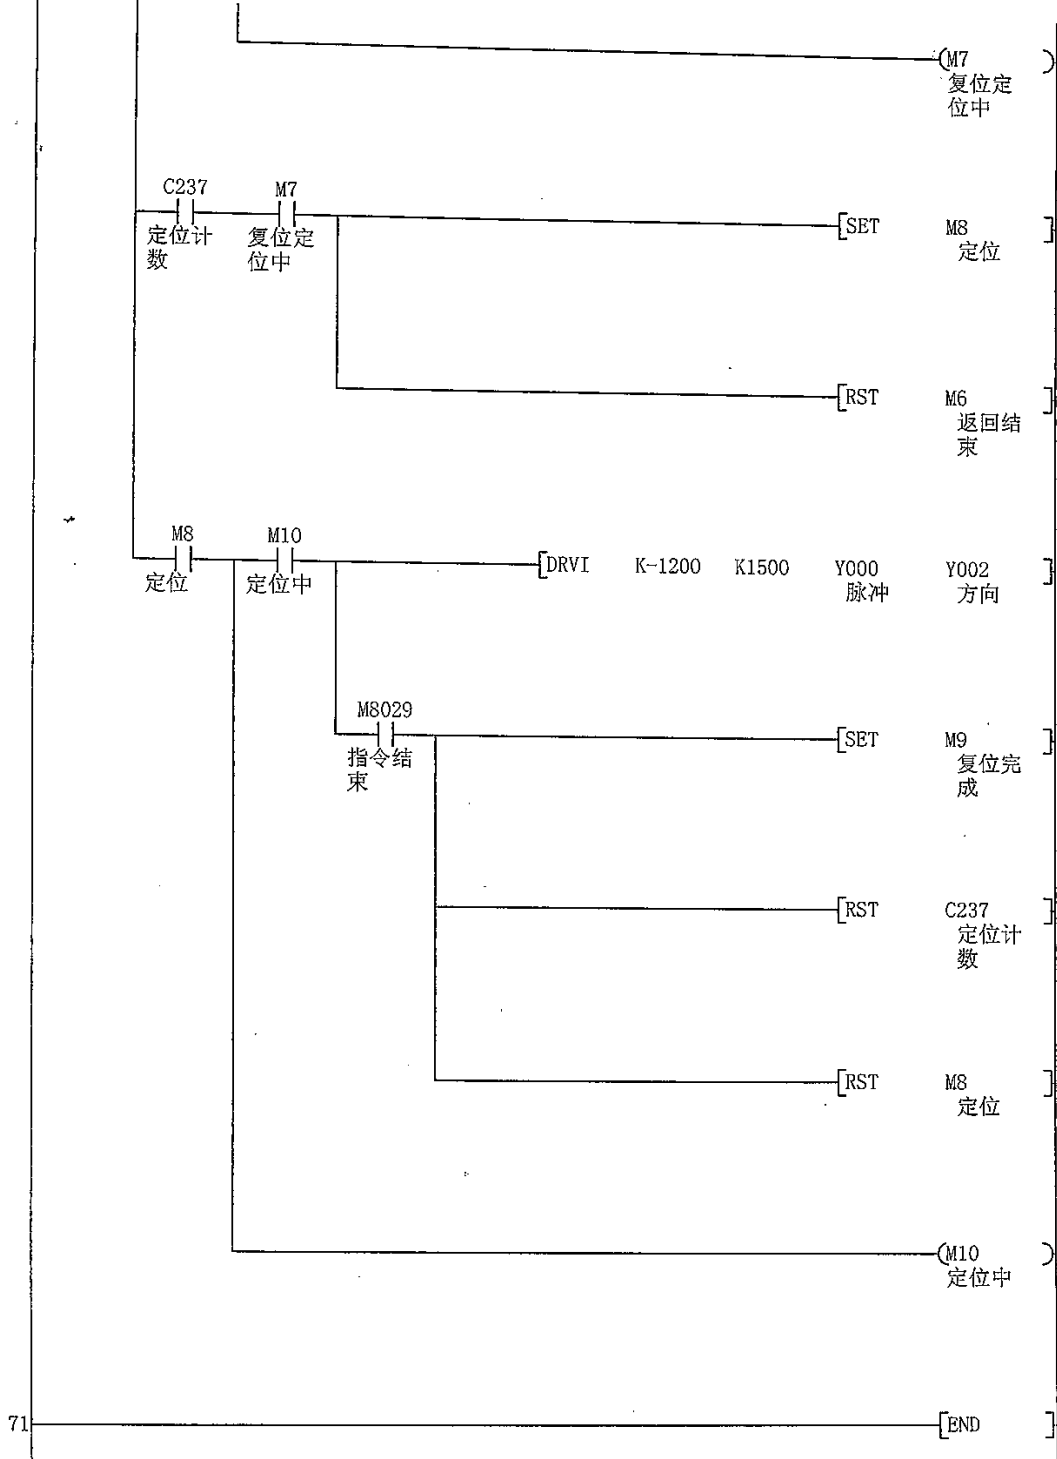 M7
复位定
位中
C237 M7
SET M8
定位计 复位定 定位
数 位中
RST M6
返回结
束
M8 M10
DRVI K-1200 K1500 Y000 Y002
定位 定位中 脉冲 方向
M8029
SET M9
指令结 复位完
束 成
RST C237
定位计
数
RST M8
定位
M10
定位中
71 END